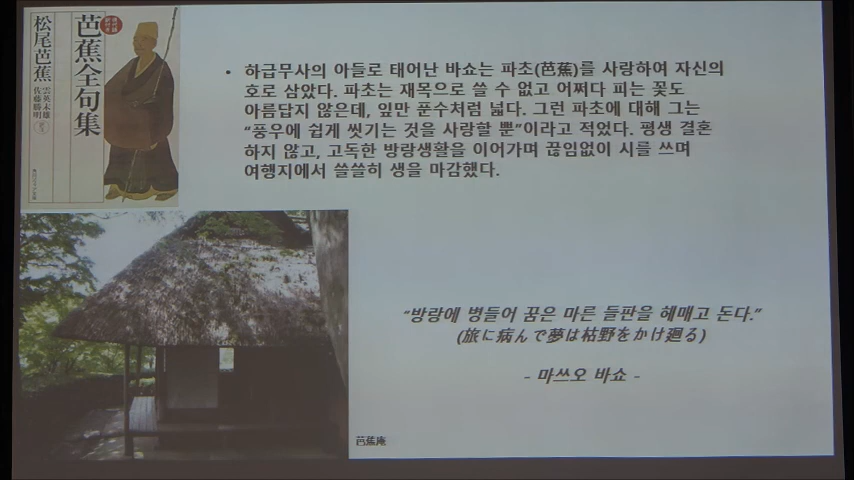 芭蕉全句集
松尾芭蕉
雲英末雄
佐藤勝明
• 하급무사의 아들로 태어난 바쇼는 파초(芭蕉)를 사랑하여 자신의
호로 삼았다. 파초는 재목으로 쓸 수 없고 어쩌다 피는 꽃도
아름답지 않은데, 잎만 푼수처럼 넓다. 그런 파초에 대해 그는
“풍우에 쉽게 찢기는 것을 사랑할 뿐”이라고 적었다. 평생 결혼
하지 않고, 고독한 방랑생활을 이어가며 끊임없이 시를 쓰며
여행지에서 쓸쓸히 생을 마감했다.
“방랑에 병들어 꿈은 마른 들판을 헤매고 돈다.”
(旅に病んで夢は枯野をかけ廻る)
- 마쓰오 바쇼 -
芭蕉庵